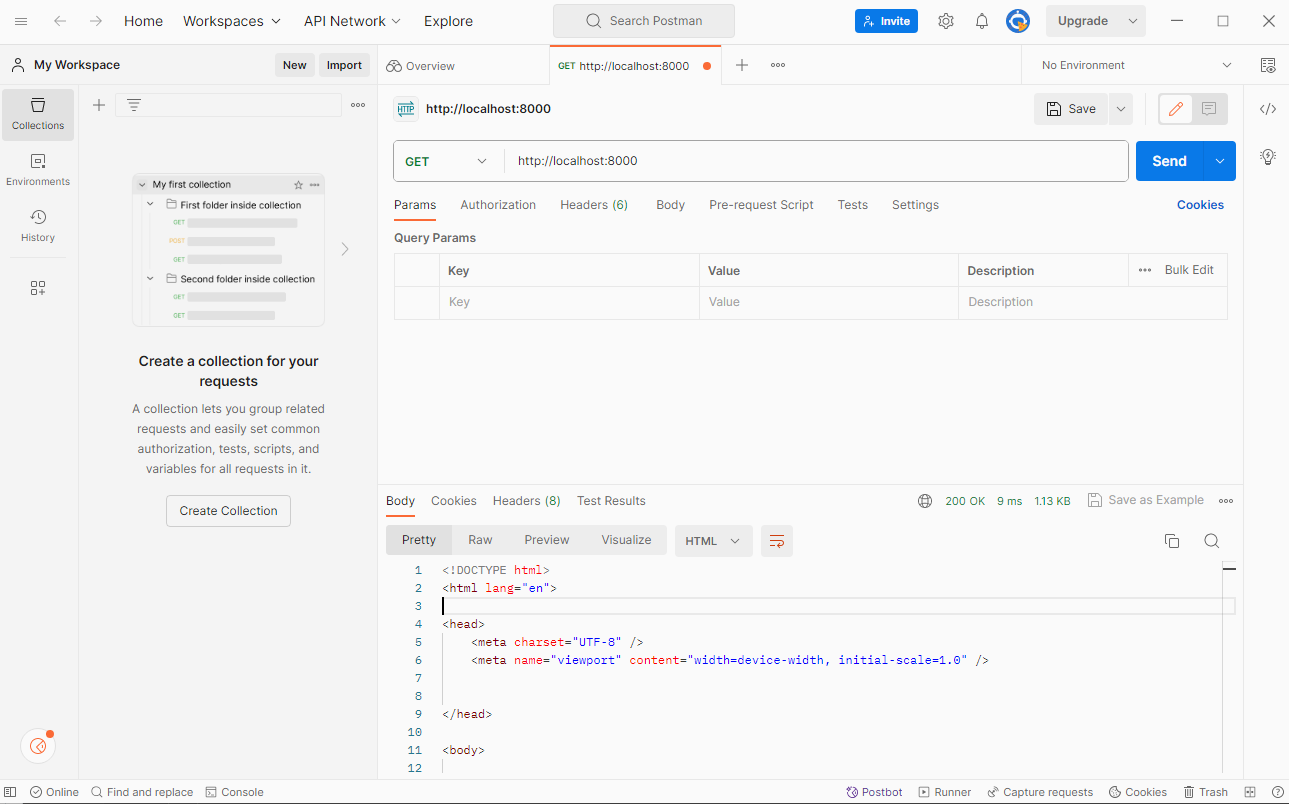 Home Workspaces API Network Explore Search Postman Invite Upgrade
My Workspace New Import Overview GET http://localhost:8000 No Environment
Collections
Environments
History
My first collection
First folder inside collection
GET
POST
GET
Second folder inside collection
GET
GET
Create a collection for your
requests
A collection lets you group related
requests and easily set common
authorization, tests, scripts, and
variables for all requests in it.
Create Collection
HTTP http://localhost:8000 Save
GET http://localhost:8000 Send
Params Authorization Headers (6) Body Pre-request Script Tests Settings Cookies
Query Params
Key Value Description Bulk Edit
Key Value Description
Body Cookies Headers (8) Test Results 200 OK 9 ms 1.13 KB Save as Example
Pretty Raw Preview Visualize HTML
1 <!DOCTYPE html>
2 <html lang="en">
3
4 <head>
5 <meta charset="UTF-8" />
6 <meta name="viewport" content="width=device-width, initial-scale=1.0" />
7
8
9 </head>
10
11 <body>
12
Online Find and replace Console Postbot Runner Capture requests Cookies Trash